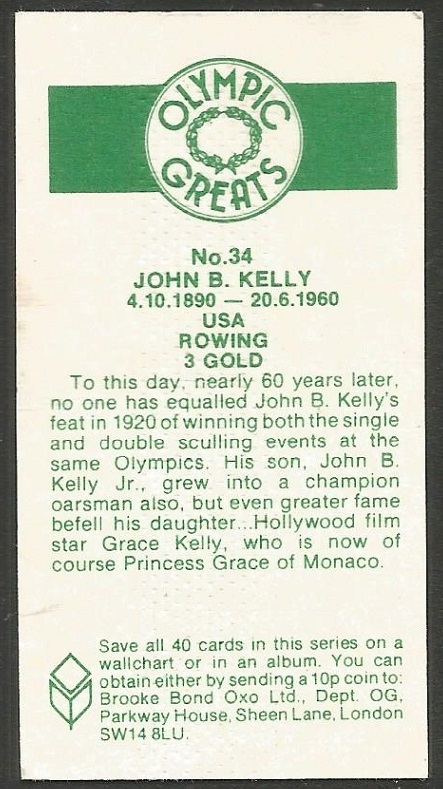 OLYMPIC
GREATS
No.34
JOHN B. KELLY
4.10.1890 — 20.6.1960
USA
ROWING
3 GOLD
To this day, nearly 60 years later,
no one has equalled John B. Kelly's
feat in 1920 of winning both the single
and double sculling events at the
same Olympics. His son, John B.
Kelly Jr., grew into a champion
oarsman also, but even greater fame
befell his daughter...Hollywood film
star Grace Kelly, who is now of
course Princess Grace of Monaco.
Save all 40 cards in this series on a
wallchart or in an album. You can
obtain either by sending a 10p coin to:
Brooke Bond Oxo Ltd., Dept. OG,
Parkway House, Sheen Lane, London
SW14 8LU.